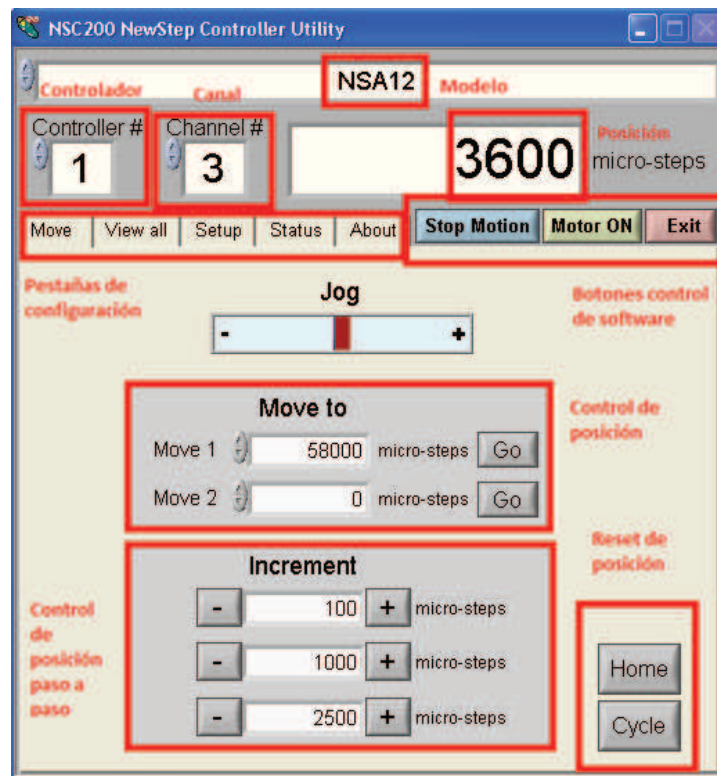 NSC200 NewStep Controller Utility
Controlador Canal NSA12 Modelo
Controller # Channel # Posición
1 3 3600 micro-steps
Move View all Setup Status About Stop Motion Motor ON Exit
Pestañas de
configuración
Jog
- +
Botones control
de software
Move to
Move 1 58000 micro-steps Go
Move 2 0 micro-steps Go
Control de
posición
Increment
- 100 + micro-steps
- 1000 + micro-steps
- 2500 + micro-steps
Control
de
posición
paso a
paso
Reset de
posición
Home
Cycle